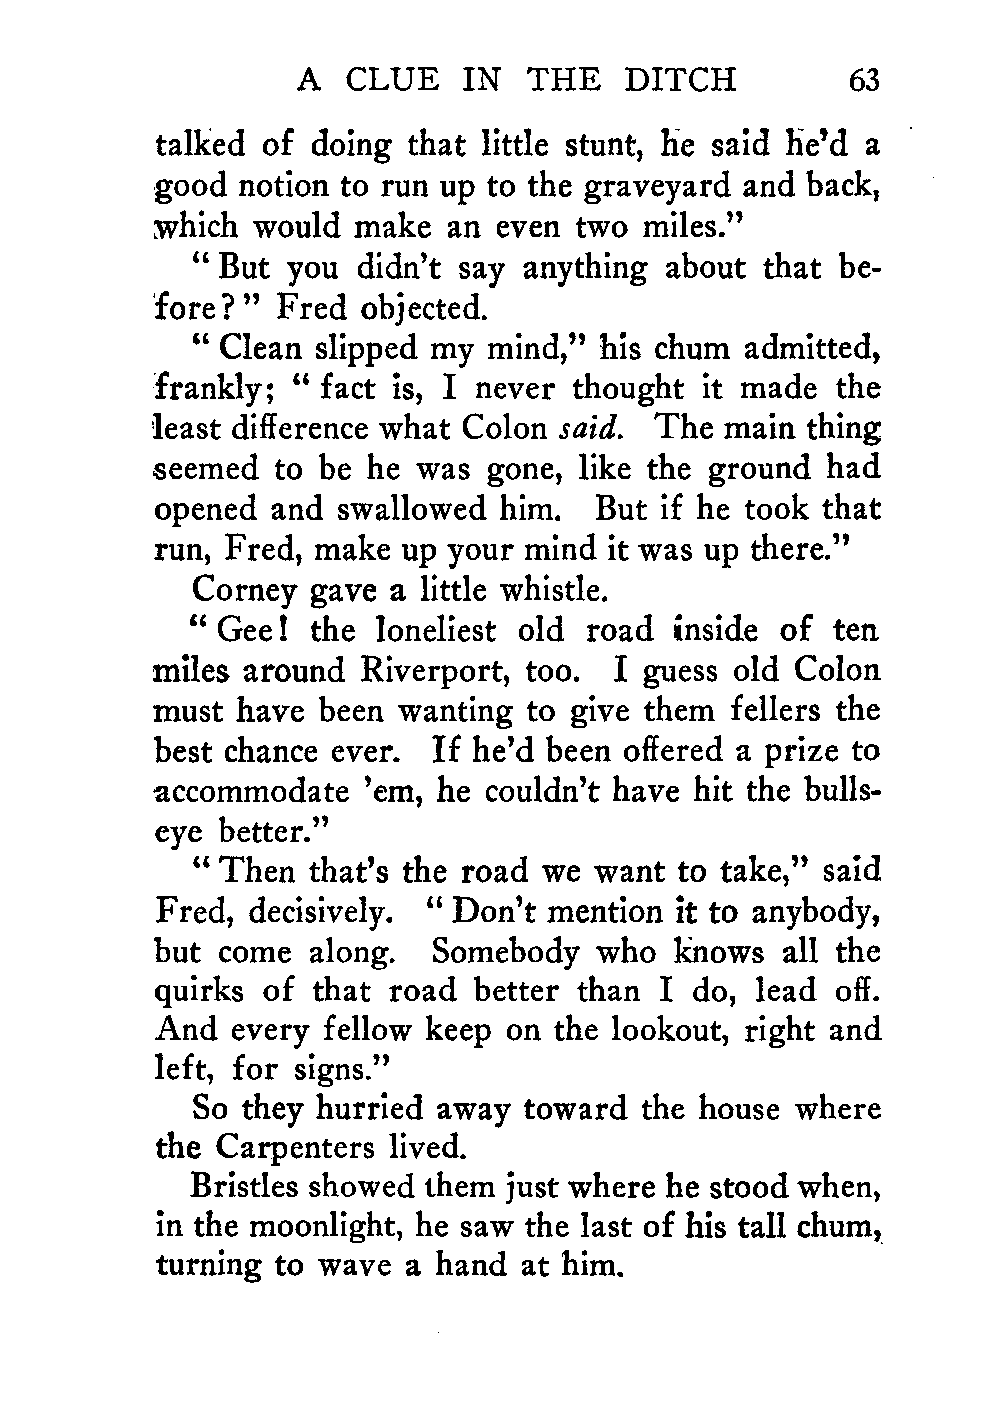 A CLUE IN THE DITCH 63
talked of doing that little stunt, he said he'd a
good notion to run up to the graveyard and back,
which would make an even two miles."
" But you didn't say anything about that be-
fore? " Fred objected.
" Clean slipped my mind," his chum admitted,
frankly; " fact is, I never thought it made the
least difference what Colon said. The main thing
seemed to be he was gone, like the ground had
opened and swallowed him. But if he took that
run, Fred, make up your mind it was up there."
Corney gave a little whistle.
" Gee! the loneliest old road inside of ten
miles around Riverport, too. I guess old Colon
must have been wanting to give them fellers the
best chance ever. If he'd been offered a prize to
accommodate 'em, he couldn't have hit the bulls-
eye better."
" Then that's the road we want to take," said
Fred, decisively. " Don't mention it to anybody,
but come along. Somebody who knows all the
quirks of that road better than I do, lead off.
And every fellow keep on the lookout, right and
left, for signs."
So they hurried away toward the house where
the Carpenters lived.
Bristles showed them just where he stood when,
in the moonlight, he saw the last of his tall chum,
turning to wave a hand at him.